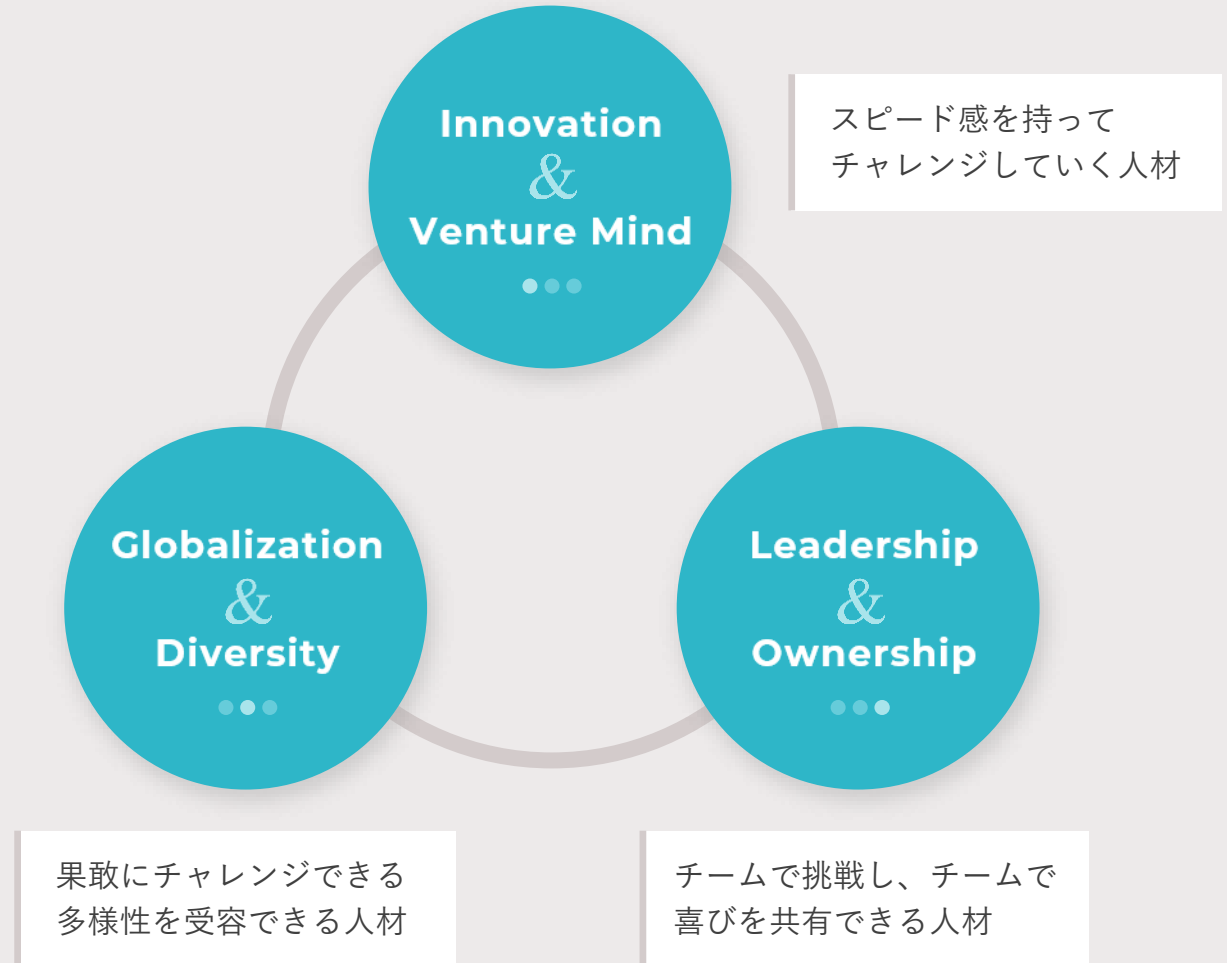 Innovation
&
Venture Mind
スピード感を持って
チャレンジしていく人材
Globalization
&
Diversity
Leadership
&
Ownership
果敢にチャレンジできる
多様性を受容できる人材
チームで挑戦し、チームで
喜びを共有できる人材